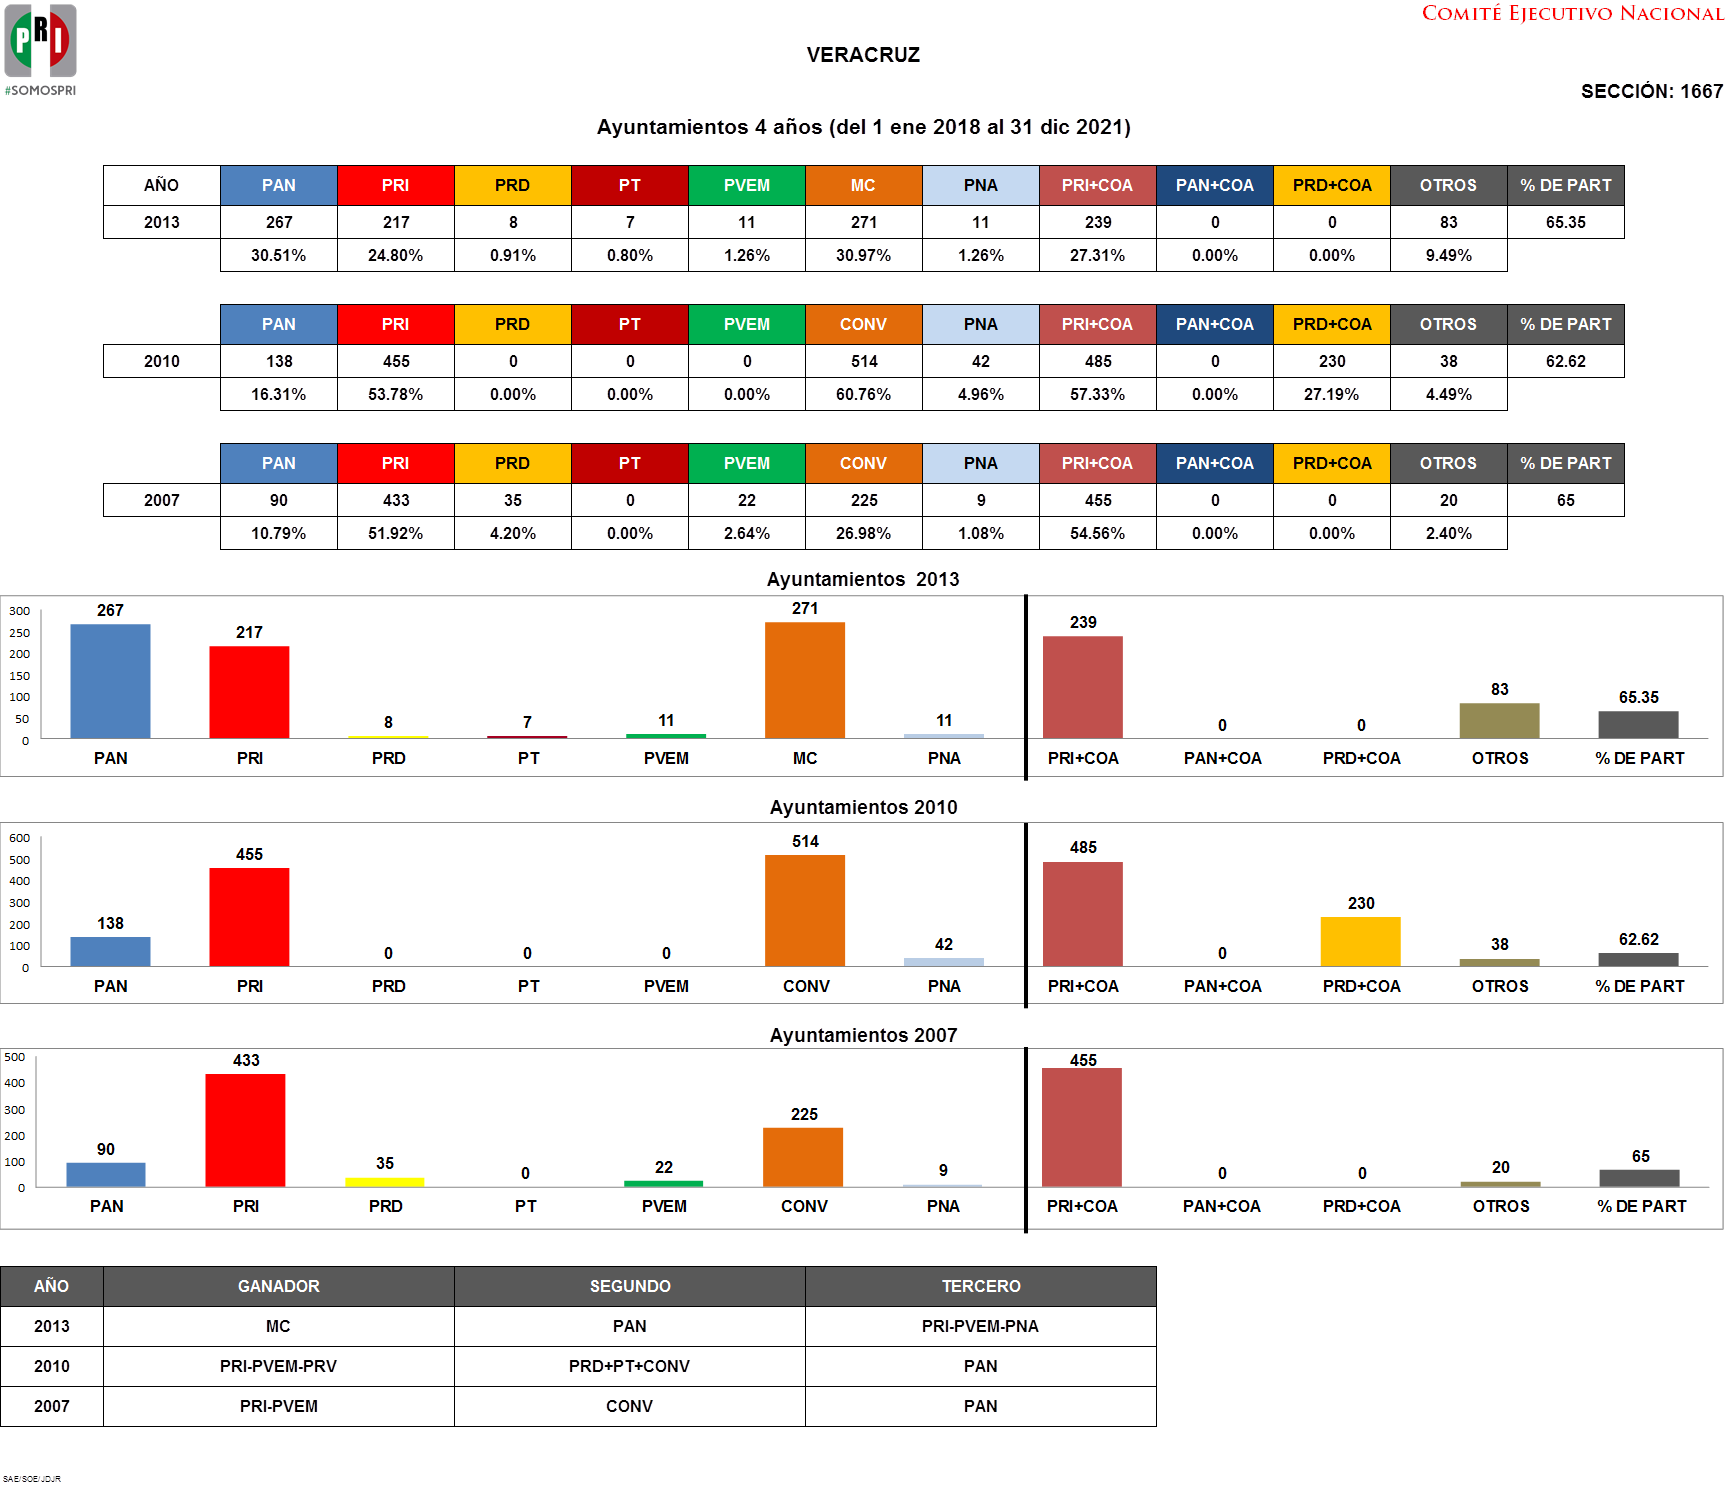 PRI
#SOMOSPRI
COMITÉ EJECUTIVO NACIONAL
VERACRUZ
SECCIÓN: 1667
Ayuntamientos 4 años (del 1 ene 2018 al 31 dic 2021)
AÑO PAN PRI PRD PT PVEM MC PNA PRI+COA PAN+COA PRD+COA OTROS % DE PART
2013 267 217 8 7 11 271 11 239 0 0 83 65.35
30.51% 24.80% 0.91% 0.80% 1.26% 30.97% 1.26% 27.31% 0.00% 0.00% 9.49%
PAN PRI PRD PT PVEM CONV PNA PRI+COA PAN+COA PRD+COA OTROS % DE PART
2010 138 455 0 0 0 514 42 485 0 230 38 62.62
16.31% 53.78% 0.00% 0.00% 0.00% 60.76% 4.96% 57.33% 0.00% 27.19% 4.49%
PAN PRI PRD PT PVEM CONV PNA PRI+COA PAN+COA PRD+COA OTROS % DE PART
2007 90 433 35 0 22 225 9 455 0 0 20 65
10.79% 51.92% 4.20% 0.00% 2.64% 26.98% 1.08% 54.56% 0.00% 0.00% 2.40%
Ayuntamientos 2013
300
250
200
150
100
50
0
267 217 8 7 11 271 11 239 0 0 83 65.35
PAN PRI PRD PT PVEM MC PNA PRI+COA PAN+COA PRD+COA OTROS % DE PART
Ayuntamientos 2010
600
500
400
300
200
100
0
138 455 0 0 0 514 42 485 0 230 38 62.62
PAN PRI PRD PT PVEM CONV PNA PRI+COA PAN+COA PRD+COA OTROS % DE PART
Ayuntamientos 2007
500
400
300
200
100
0
90 433 35 0 22 225 9 455 0 0 20 65
PAN PRI PRD PT PVEM CONV PNA PRI+COA PAN+COA PRD+COA OTROS % DE PART
AÑO GANADOR SEGUNDO TERCERO
2013 MC PAN PRI-PVEM-PNA
2010 PRI-PVEM-PRV PRD+PT+CONV PAN
2007 PRI-PVEM CONV PAN
SAE/SOE/JDJR